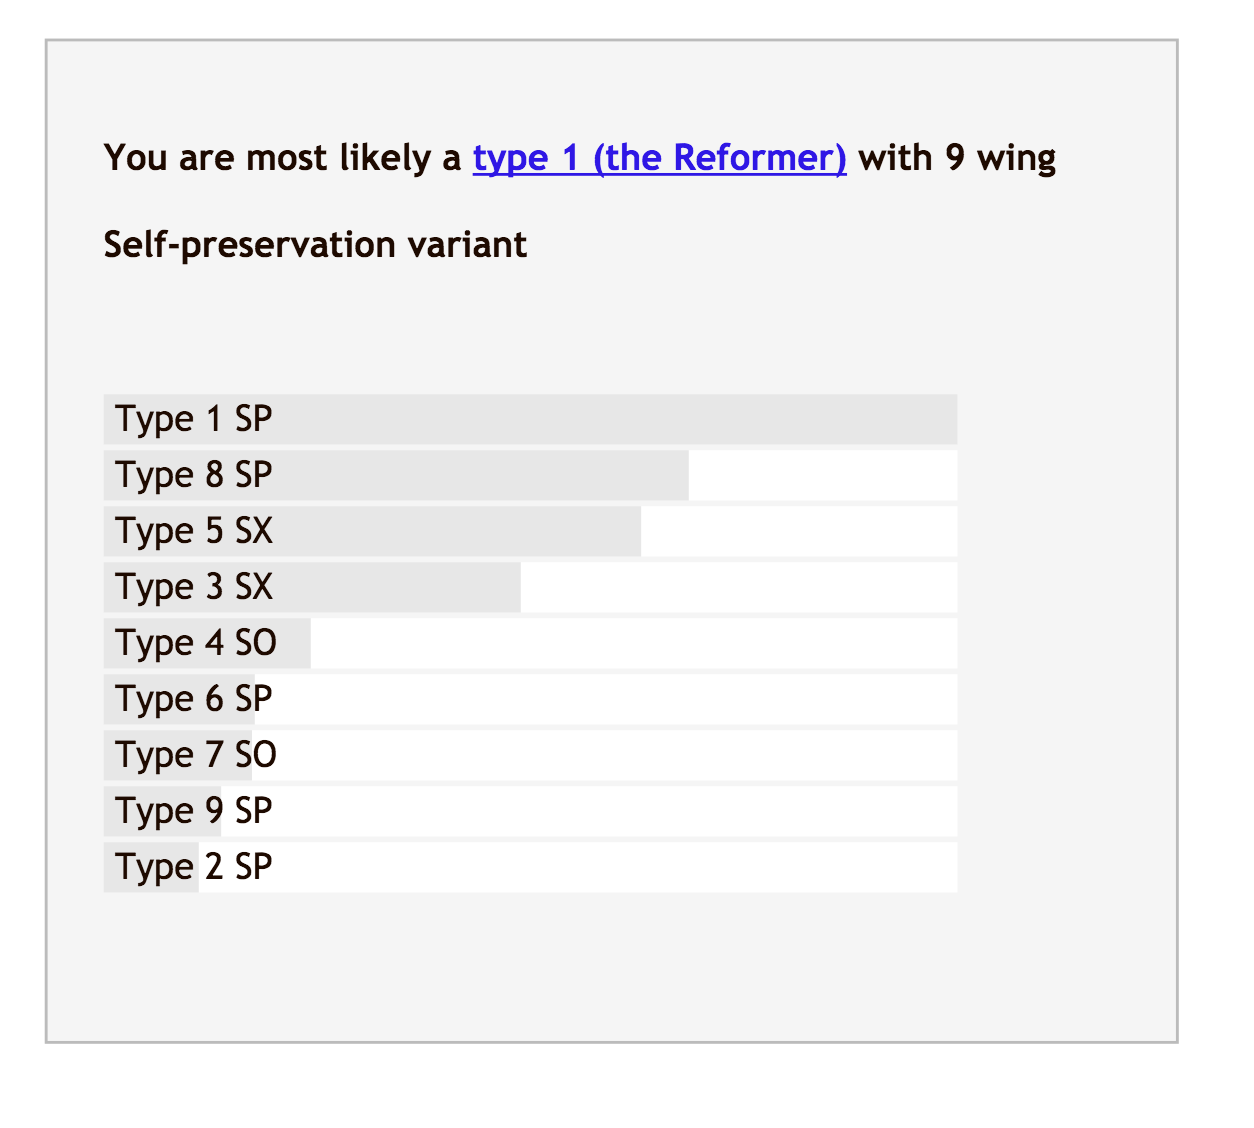 You are most likely a type 1 (the Reformer) with 9 wing
Self-preservation variant
Type 1 SP
Type 8 SP
Type 5 SX
Type 3 SX
Type 4 SO
Type 6 SP
Type 7 SO
Type 9 SP
Type 2 SP